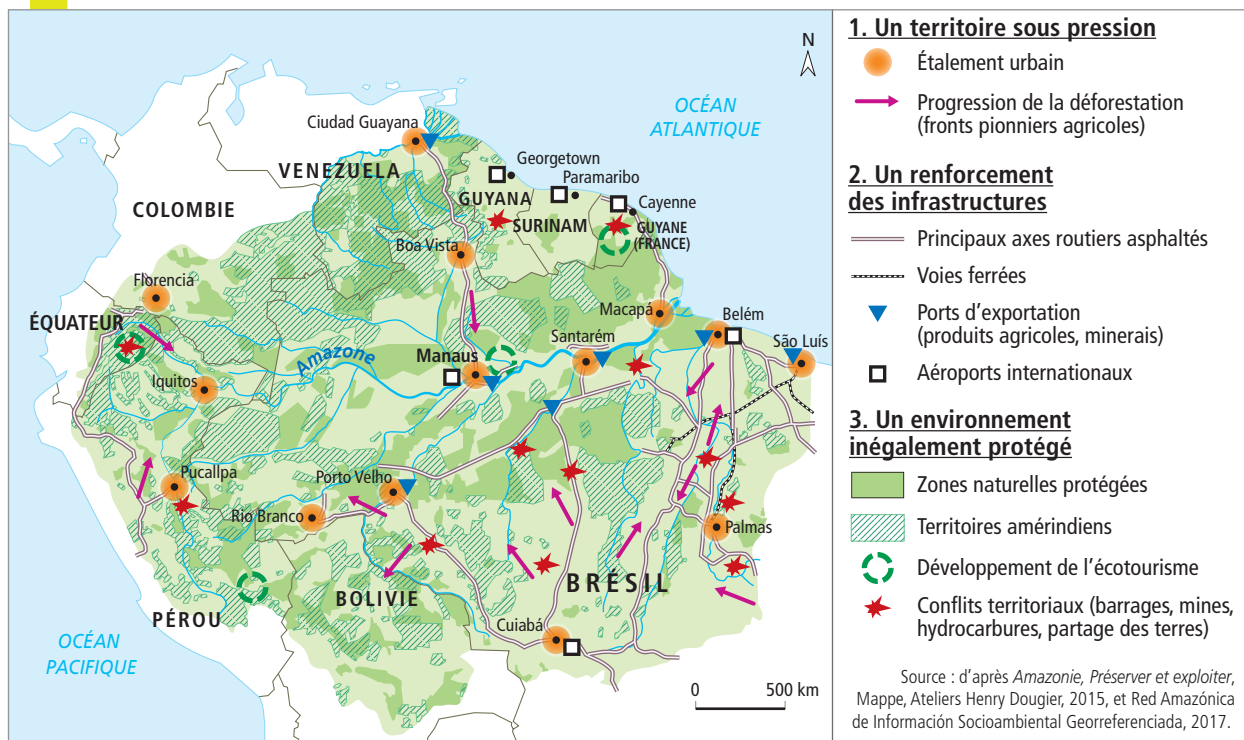 N
OCÉAN
ATLANTIQUE
Ciudad Guayana
VENEZUELA
Georgetown
Paramaribo
Cayenne
COLOMBIE
GUYANA
SURINAM
GUYANE
(FRANCE)
Boa Vista
Florencia
Macapá
Belém
ÉQUATEUR
Santarém
São Luís
Amazone
Manaus
Iquitos
Pucallpa
Porto Velho
Rio Branco
Palmas
BRÉSIL
BOLIVIE
PÉROU
Cuiabá
OCÉAN
PACIFIQUE
0 500 km
1. Un territoire sous pression
Étalement urbain
Progression de la déforestation
(fronts pionniers agricoles)
2. Un renforcement
des infrastructures
Principaux axes routiers asphaltés
Voies ferrées
Ports d'exportation
(produits agricoles, minerais)
Aéroports internationaux
3. Un environnement
inégalement protégé
Zones naturelles protégées
Territoires amérindiens
Développement de l'écotourisme
Conflits territoriaux (barrages, mines,
hydrocarbures, partage des terres)
Source : d'après Amazonie, Préserver et exploiter,
Mappe, Ateliers Henry Dougier, 2015, et Red Amazónica
de Información Socioambiental Georreferenciada, 2017.